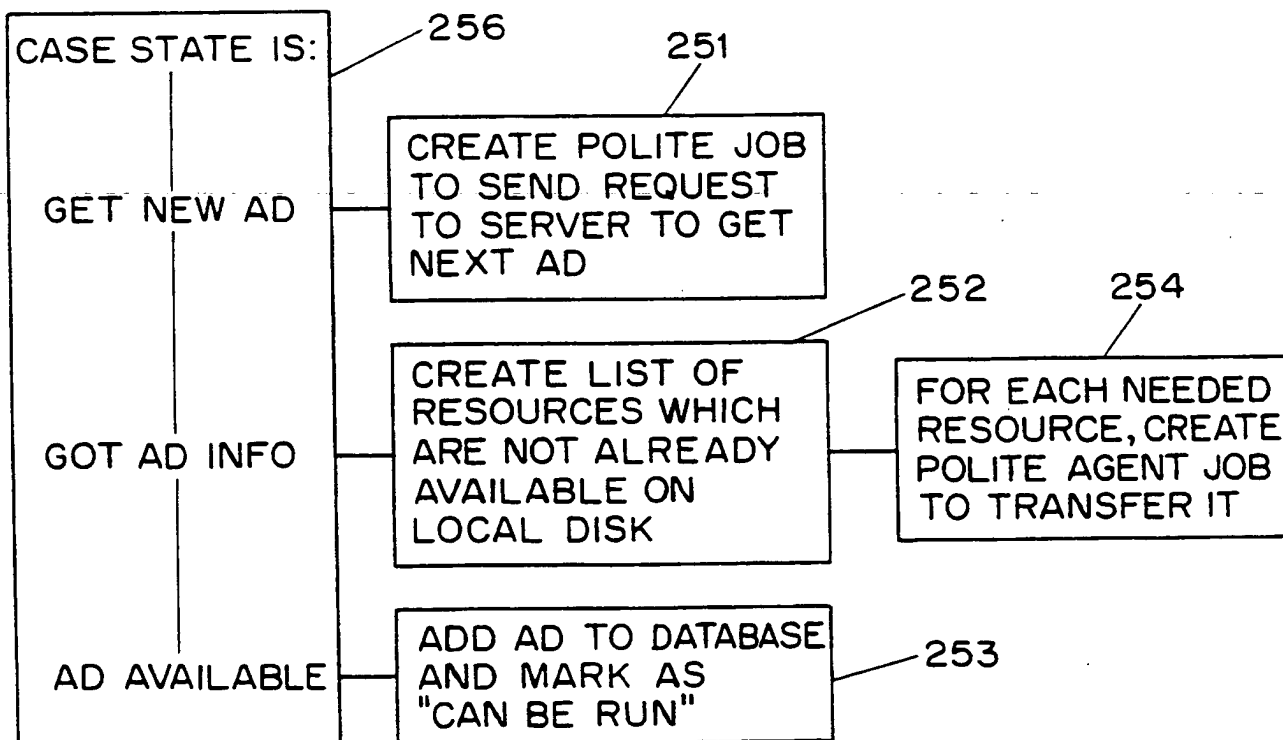 CASE STATE IS:
256
251
GET NEW AD
CREATE POLITE JOB
TO SEND REQUEST
TO SERVER TO GET
NEXT AD
252
254
GOT AD INFO
CREATE LIST OF
RESOURCES WHICH
ARE NOT ALREADY
AVAILABLE ON
LOCAL DISK
FOR EACH NEEDED
RESOURCE, CREATE
POLITE AGENT JOB
TO TRANSFER IT
AD AVAILABLE
ADD AD TO DATABASE
AND MARK AS
"CAN BE RUN"
253